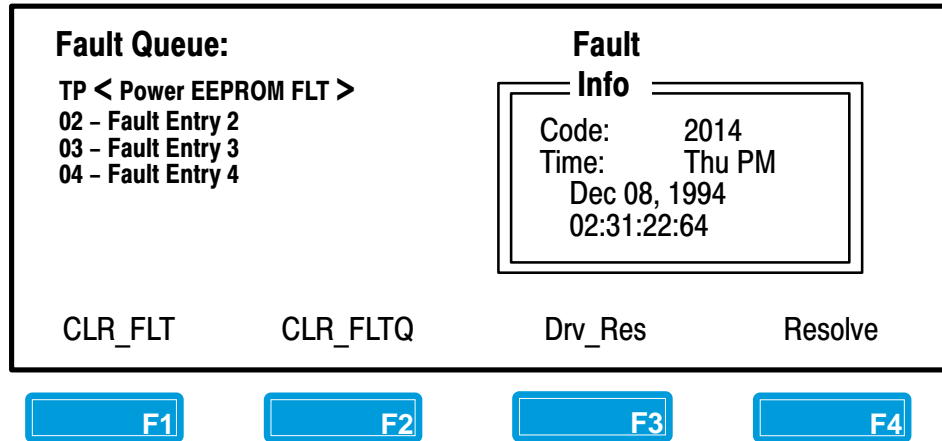 Fault Queue:
TP < Power EEPROM FLT >
02 – Fault Entry 2
03 – Fault Entry 3
04 – Fault Entry 4
Fault
Info
Code: 2014
Time: Thu PM
Dec 08, 1994
02:31:22:64
CLR_FLT CLR_FLTQ Drv_Res Resolve
F1 F2 F3 F4